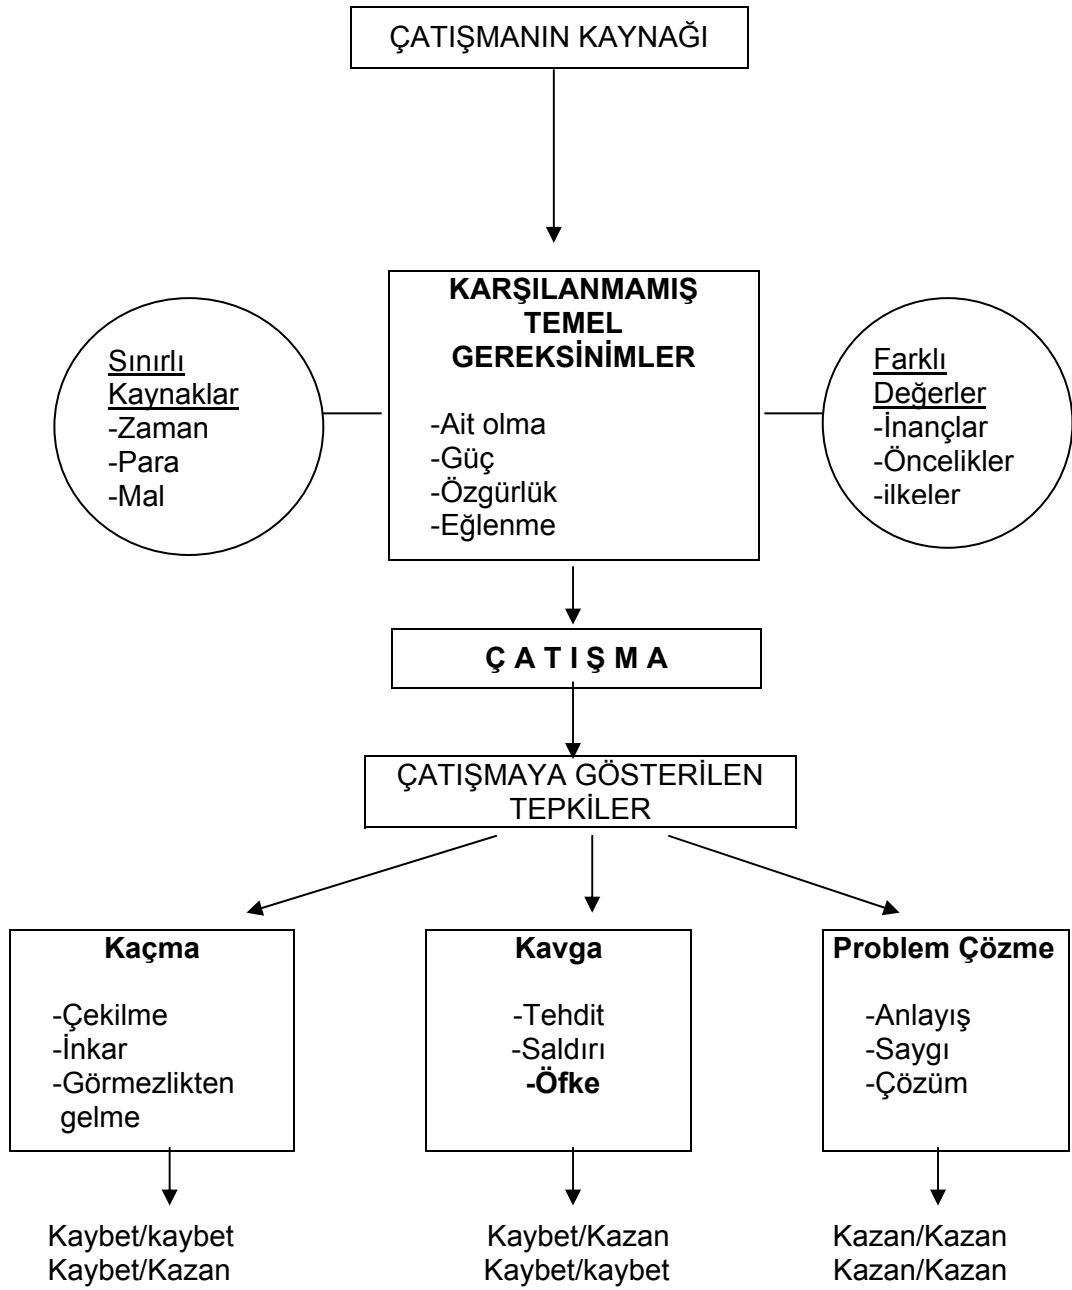 ÇATIŞMANIN KAYNAĞI
KARŞILANMAMIŞ
TEMEL
GEREKSİNİMLER
-Ait olma
-Güç
-Özgürlük
-Eğlenme
Sınırlı
Kaynaklar
-Zaman
-Para
-Mal
Farklı
Değerler
-İnançlar
-Öncelikler
-ilkeler
Ç A T I Ş M A
ÇATIŞMAYA GÖSTERİLEN
TEPKİLER
Kaçma
-Çekilme
-İnkar
-Görmezlikten
gelme
Kavga
-Tehdit
-Saldırı
-Öfke
Problem Çözme
-Anlayış
-Saygı
-Çözüm
Kaybet/kaybet
Kaybet/Kazan
Kaybet/Kazan
Kaybet/kaybet
Kazan/Kazan
Kazan/Kazan